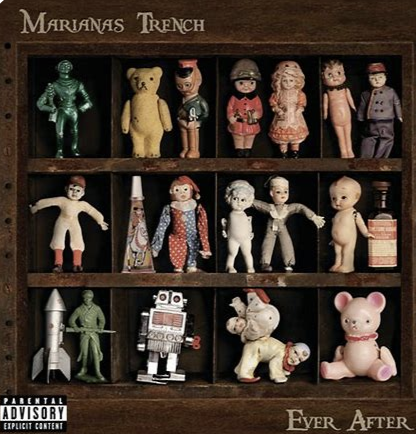 MARIANAS TRENCH
PARENTAL
ADVISORY
EXPLICIT CONTENT
EVER AFTER